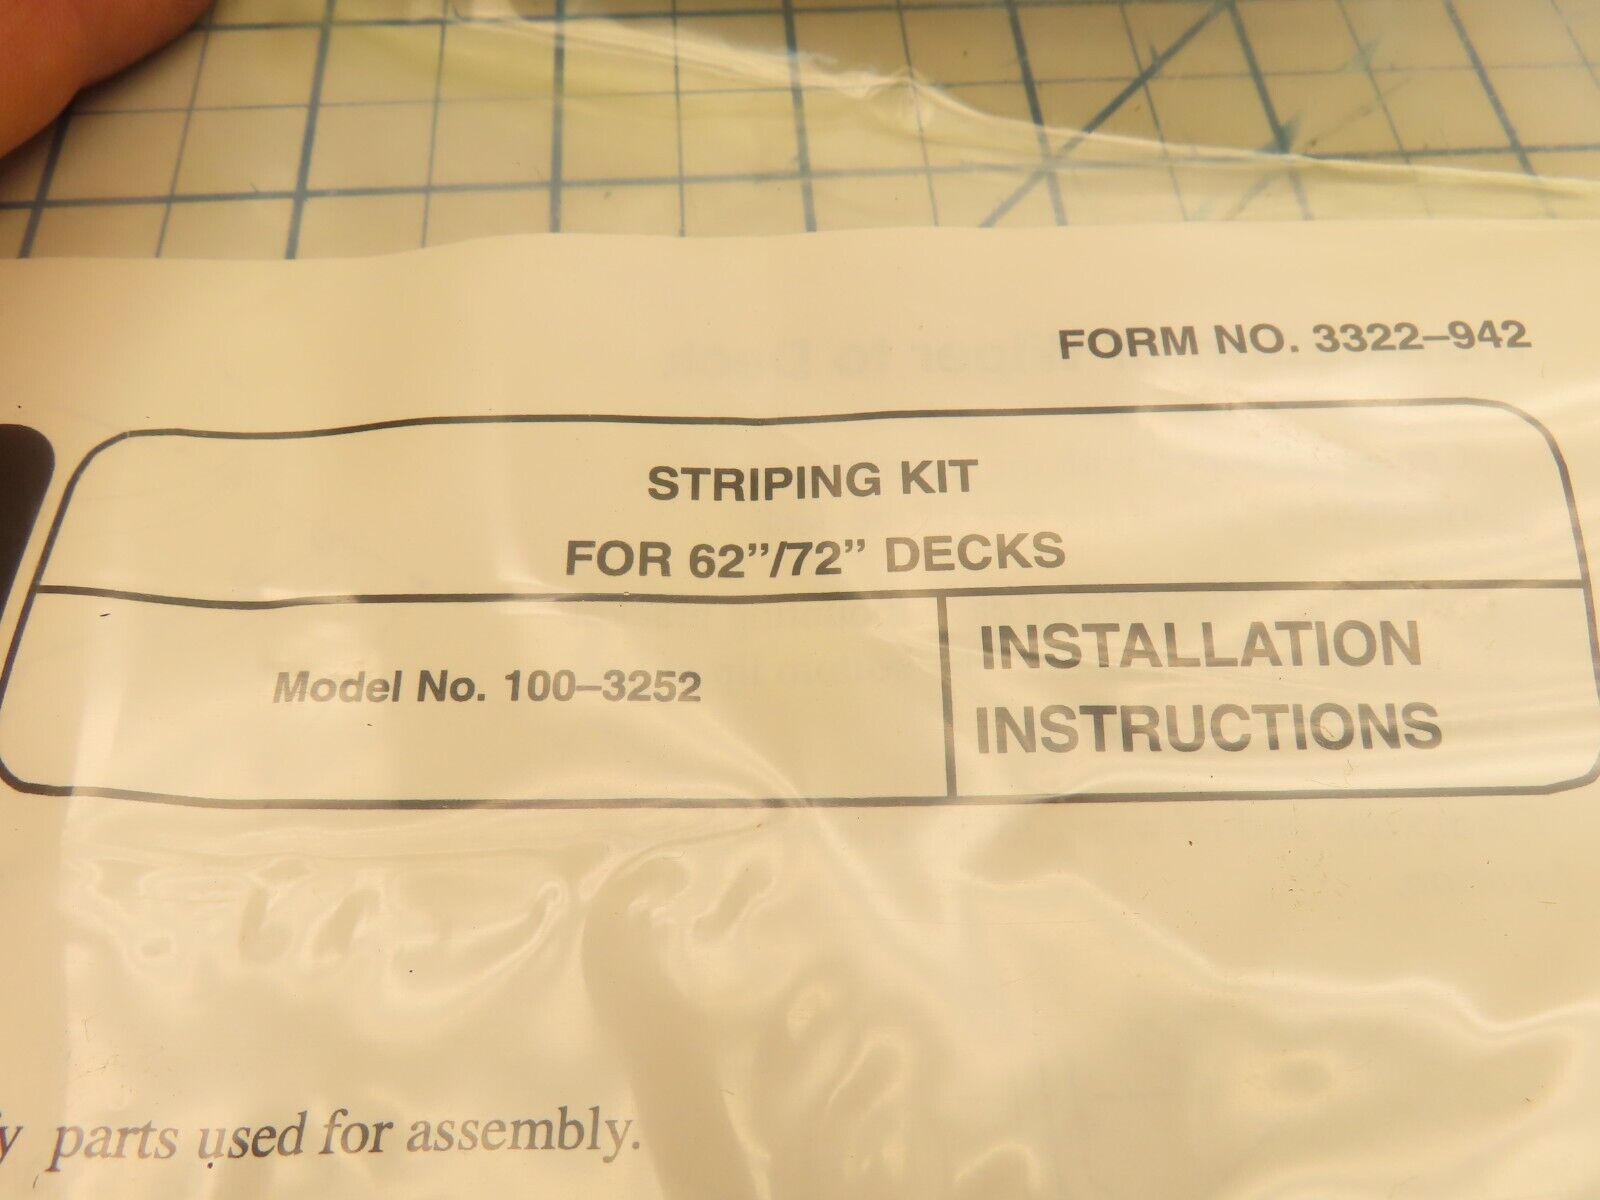 FORM NO. 3322–942
STRIPING KIT
FOR 62”/72” DECKS
Model No. 100–3252
INSTALLATION
INSTRUCTIONS
parts used for assembly.